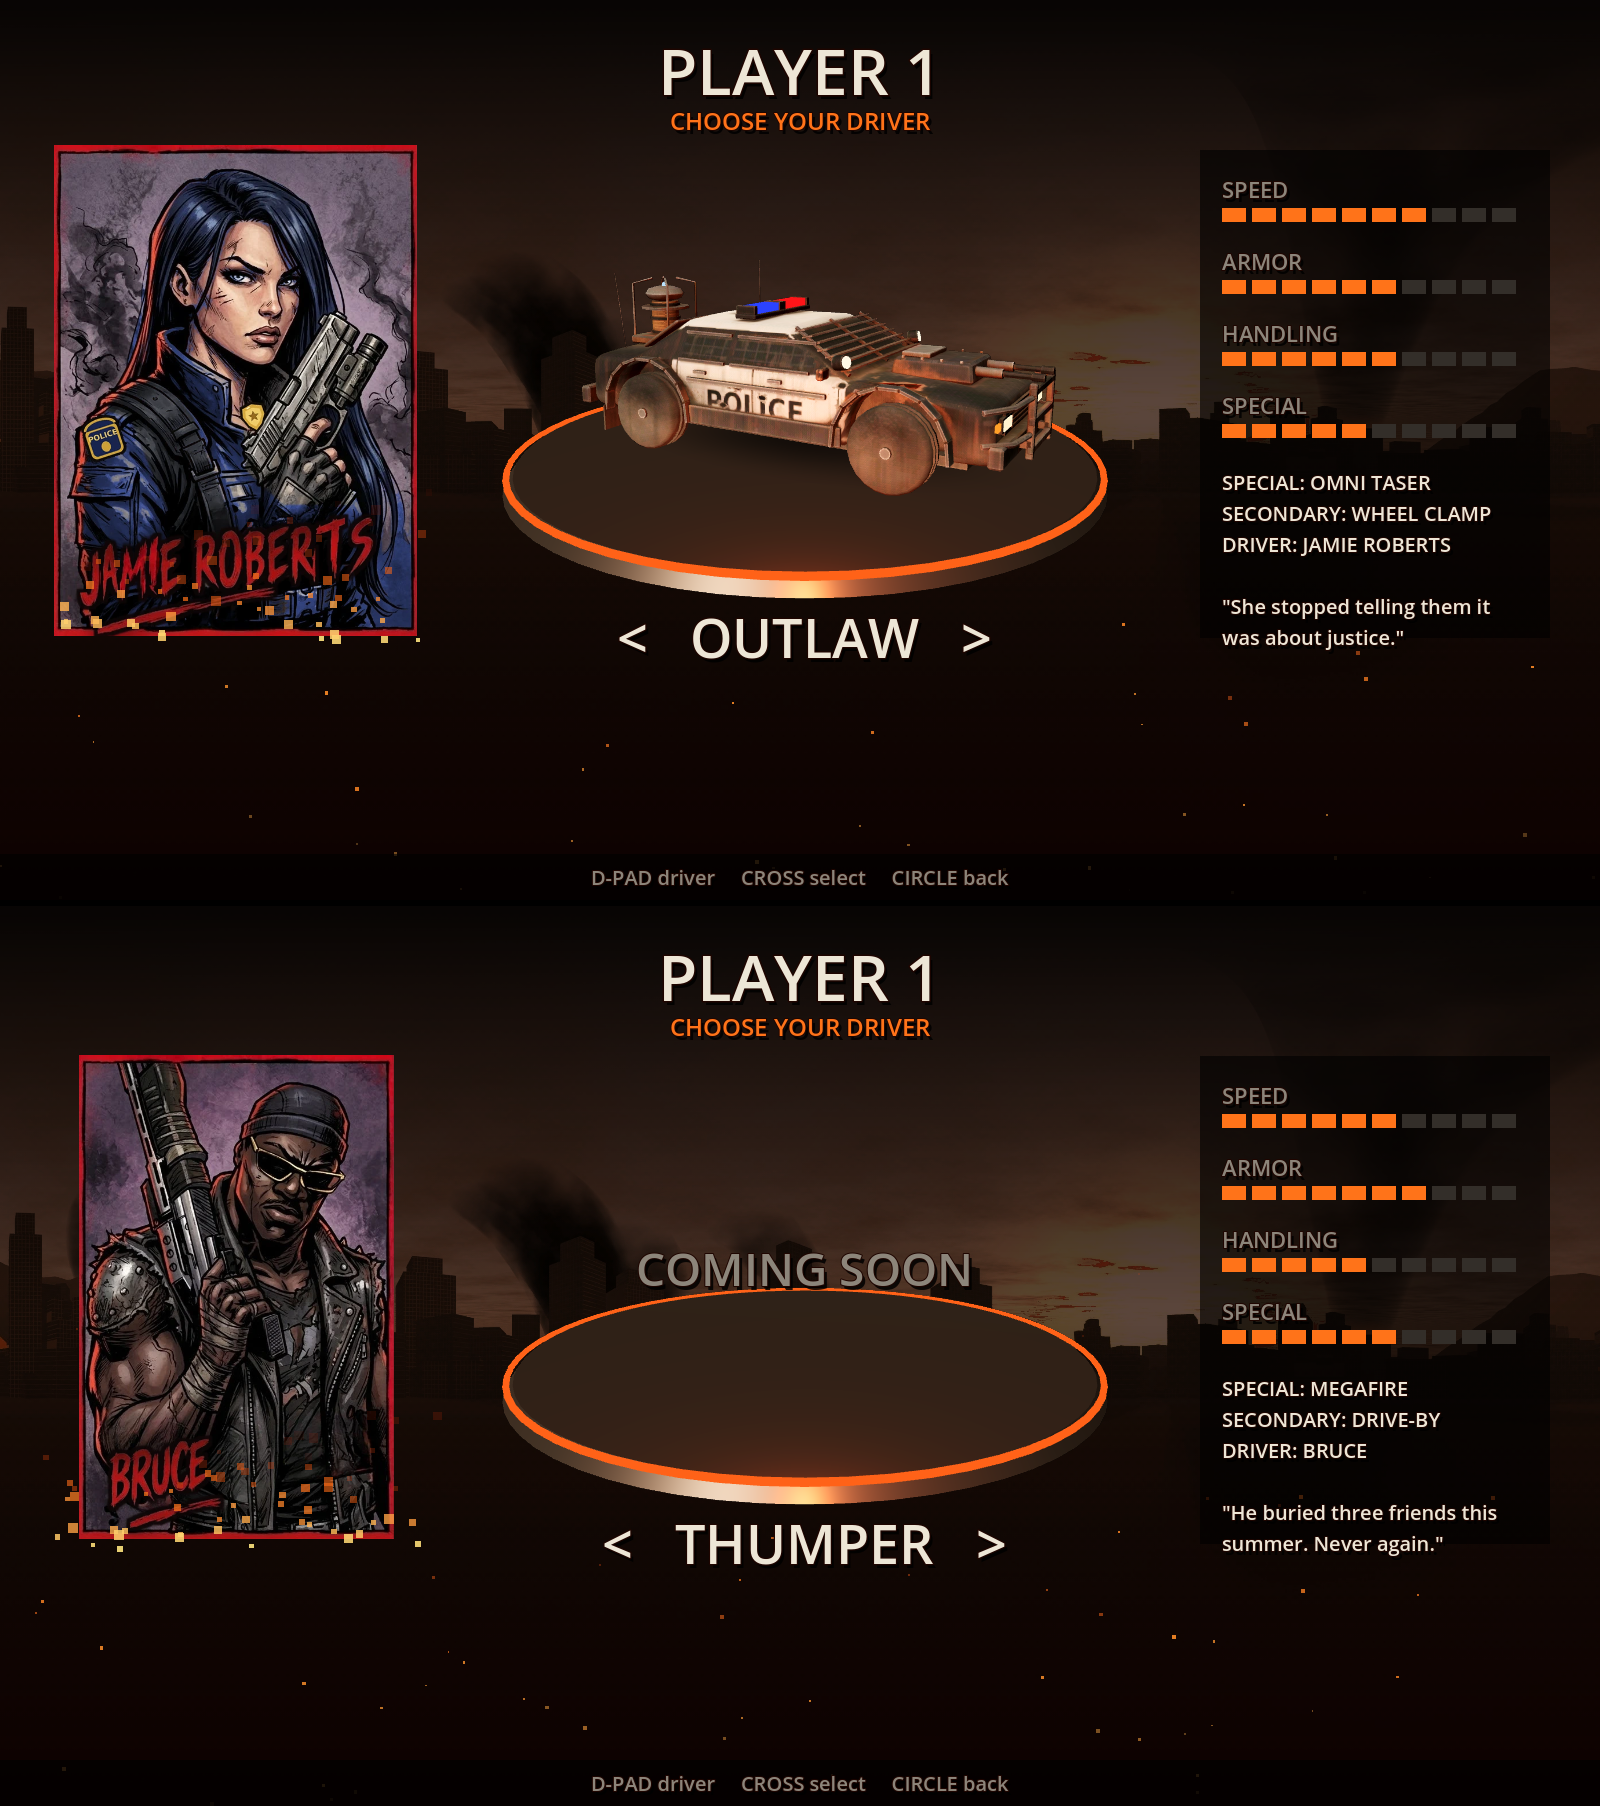 PLAYER 1
CHOOSE YOUR DRIVER
POLICE
JAMIE ROBERTS
POLiCE
< OUTLAW >
SPEED
ARMOR
HANDLING
SPECIAL
SPECIAL: OMNI TASER
SECONDARY: WHEEL CLAMP
DRIVER: JAMIE ROBERTS
"She stopped telling them it
was about justice."
D-PAD driver CROSS select CIRCLE back
PLAYER 1
CHOOSE YOUR DRIVER
BRUCE
COMING SOON
< THUMPER >
SPEED
ARMOR
HANDLING
SPECIAL
SPECIAL: MEGAFIRE
SECONDARY: DRIVE-BY
DRIVER: BRUCE
"He buried three friends this
summer. Never again."
D-PAD driver CROSS select CIRCLE back